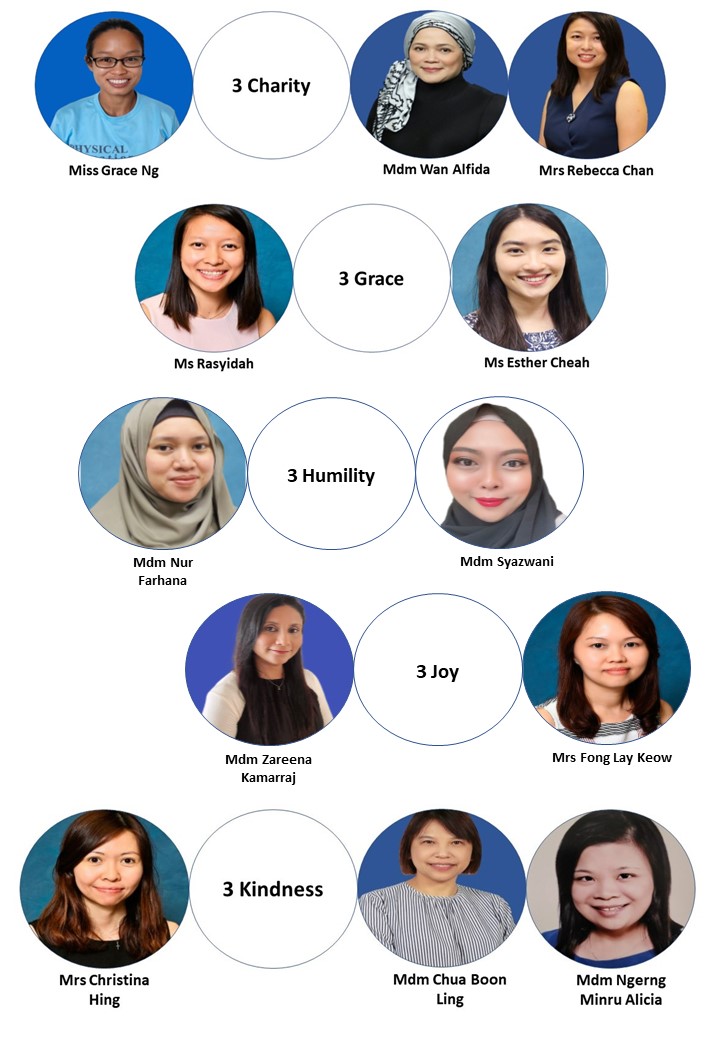 3 Charity
HYSICAL
Miss Grace Ng
Mdm Wan Alfida
Mrs Rebecca Chan
3 Grace
Ms Rasyidah
Ms Esther Cheah
3 Humility
Mdm Nur
Farhana
Mdm Syazwani
3 Joy
Mdm Zareena
Kamarraj
Mrs Fong Lay Keow
3 Kindness
Mrs Christina
Hing
Mdm Chua Boon
Ling
Mdm Ngerng
Minru Alicia